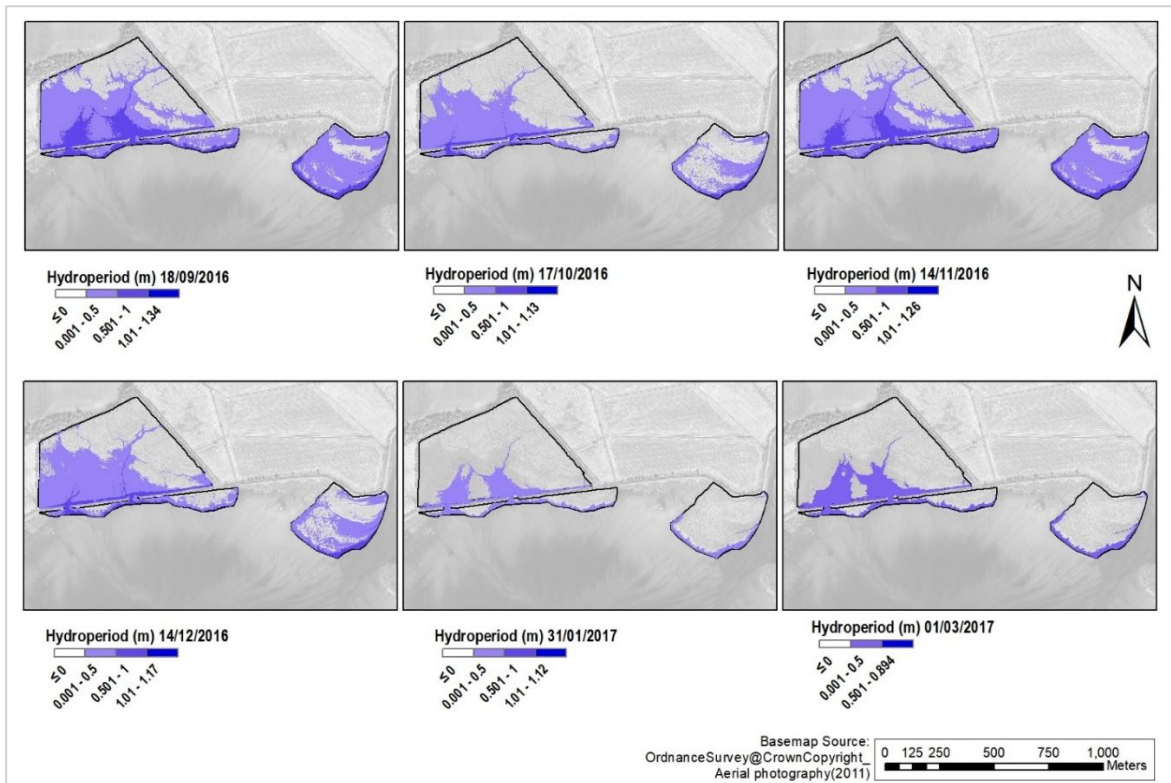 Hydroperiod (m) 18/09/2016
≤ 0
0.001 - 0.5
0.501 - 1
1.01 - 1.34
Hydroperiod (m) 17/10/2016
≤ 0
0.001 - 0.5
0.501 - 1
1.01 - 1.13
Hydroperiod (m) 14/11/2016
≤ 0
0.001 - 0.5
0.501 - 1
1.01 - 1.26
N
Hydroperiod (m) 14/12/2016
≤ 0
0.001 - 0.5
0.501 - 1
1.01 - 1.17
Hydroperiod (m) 31/01/2017
≤ 0
0.001 - 0.5
0.501 - 1
1.01 - 1.12
Hydroperiod (m) 01/03/2017
≤ 0
0.001 - 0.5
0.501 - 0.894
Basemap Source:
OrdnanceSurvey@CrownCopyright_
Aerial photography(2011)
0 125 250 500 750 1,000
Meters